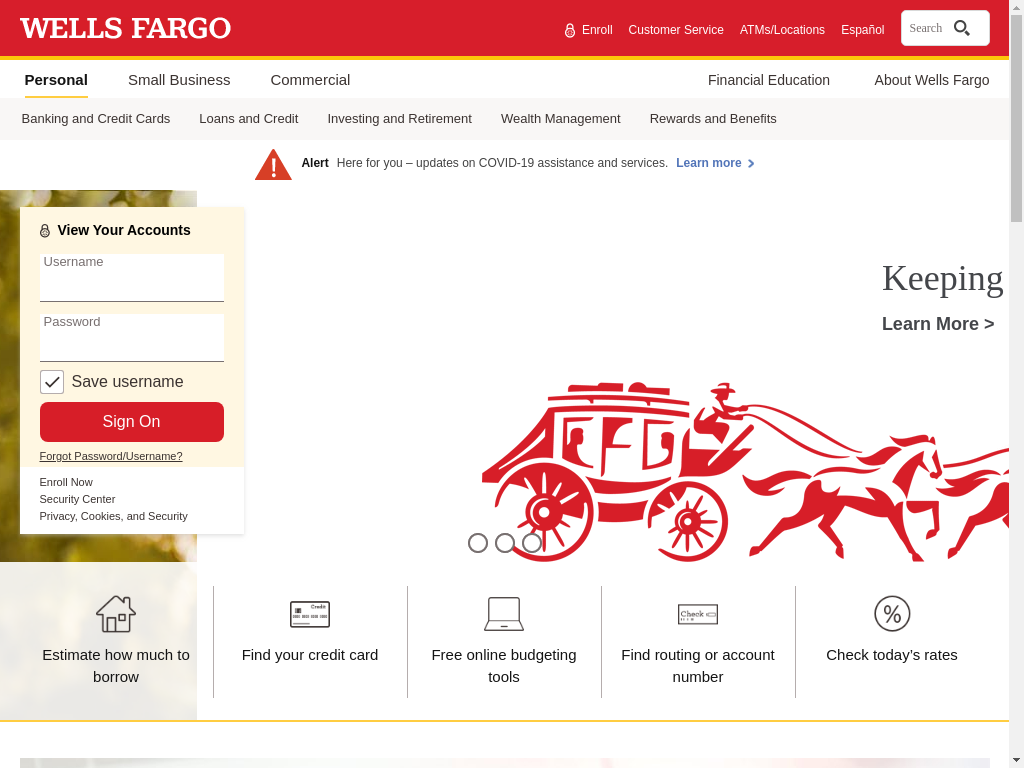 WELLS FARGO
Enroll
Customer Service
ATMs/Locations
Español
Search
Personal
Small Business
Commercial
Financial Education
About Wells Fargo
Banking and Credit Cards
Loans and Credit
Investing and Retirement
Wealth Management
Rewards and Benefits
Alert Here for you – updates on COVID-19 assistance and services. Learn more
View Your Accounts
Username
Password
Save username
Sign On
Forgot Password/Username?
Enroll Now
Security Center
Privacy, Cookies, and Security
Keeping
Learn More >
Estimate how much to
borrow
Credit
Find your credit card
Free online budgeting
tools
Check
Find routing or account
number
%
Check today’s rates